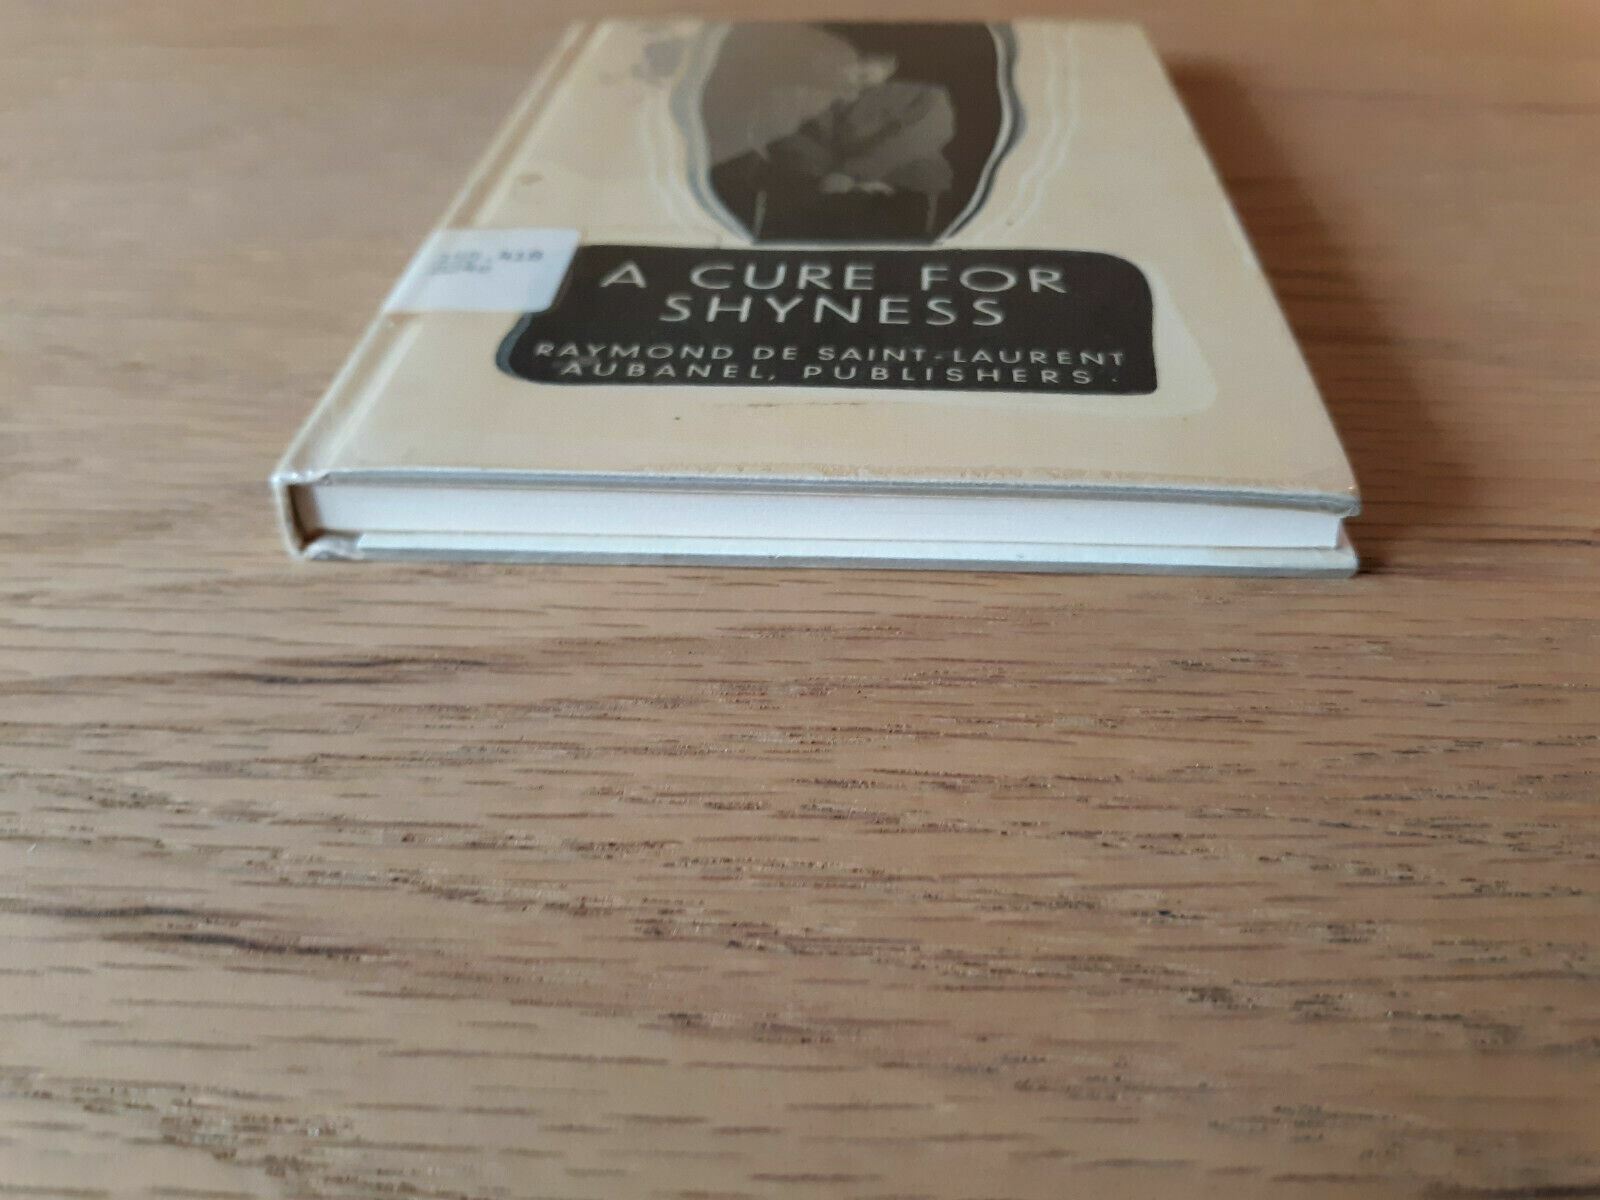 A CURE FOR
SHYNESS
RAYMOND DE SAINT-LAURENT
AUBANEL, PUBLISHERS